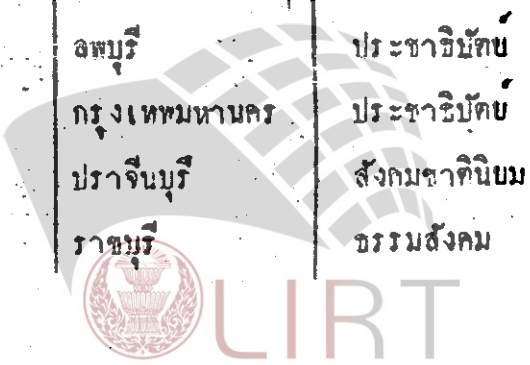 ลพบุรี ประชาธิปัตย์
กรุงเทพมหานคร ประชาธิปัตย์
ปราจีนบุรี สังคมชาตินิยม
ราชบุรี ธรรมสังคม
LIRT